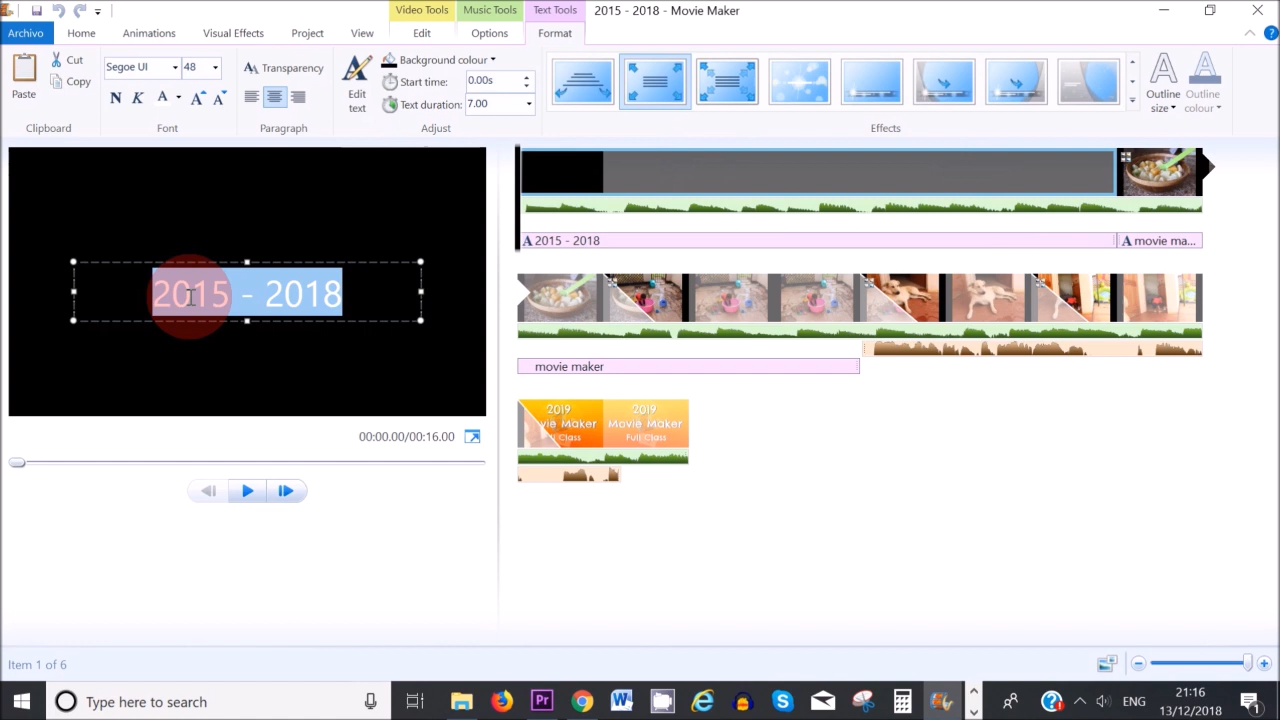 Video Tools
Music Tools
Text Tools
2015 - 2018 - Movie Maker
Archivo
Home
Animations
Visual Effects
Project
View
Edit
Options
Format
?
Paste
Cut
Copy
Clipboard
Segoe UI
48
N K A A A
Font
Transparency
Paragraph
Edit
text
Background colour
Start time:
0.00s
Text duration:
7.00
Adjust
Effects
Outline
size
Outline
colour
2015 - 2018
00:00.00/00:16.00
A 2015 - 2018
A movie ma...
movie maker
2019
vie Maker
Class
2019
Movie Maker
Full Class
Item 1 of 6
Type here to search
Pr
W
e
S
?
ENG
21:16
13/12/2018
1